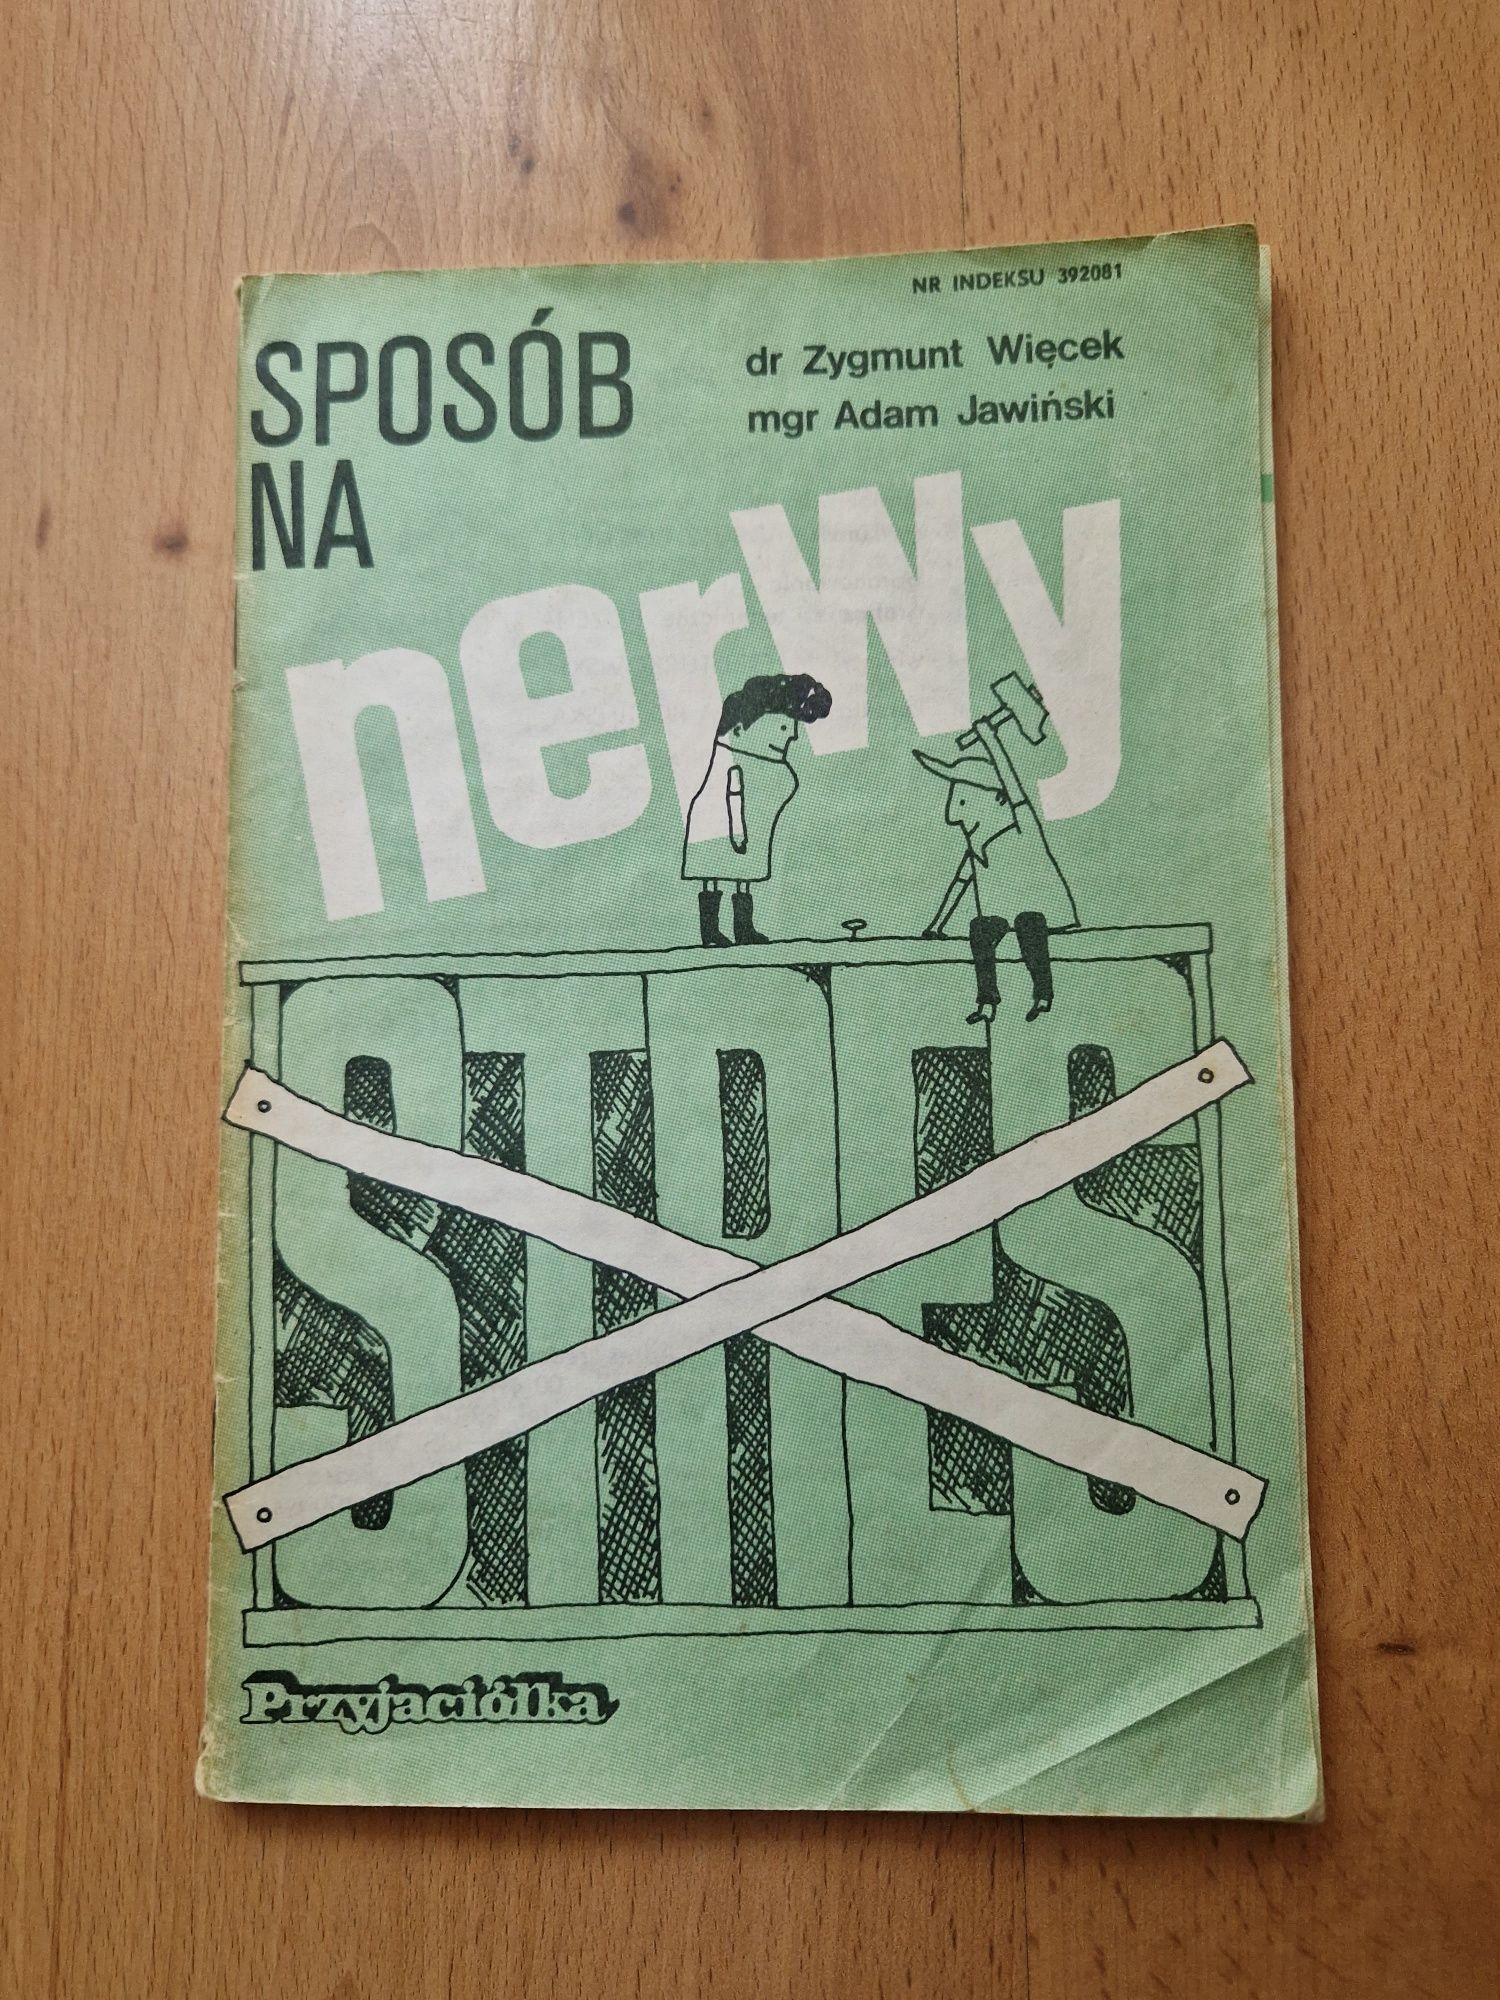 NR INDEKSU 392081
SPOSÓB
NA
dr Zygmunt Więcek
mgr Adam Jawiński
nerwy
STRES
Przyjaciółka